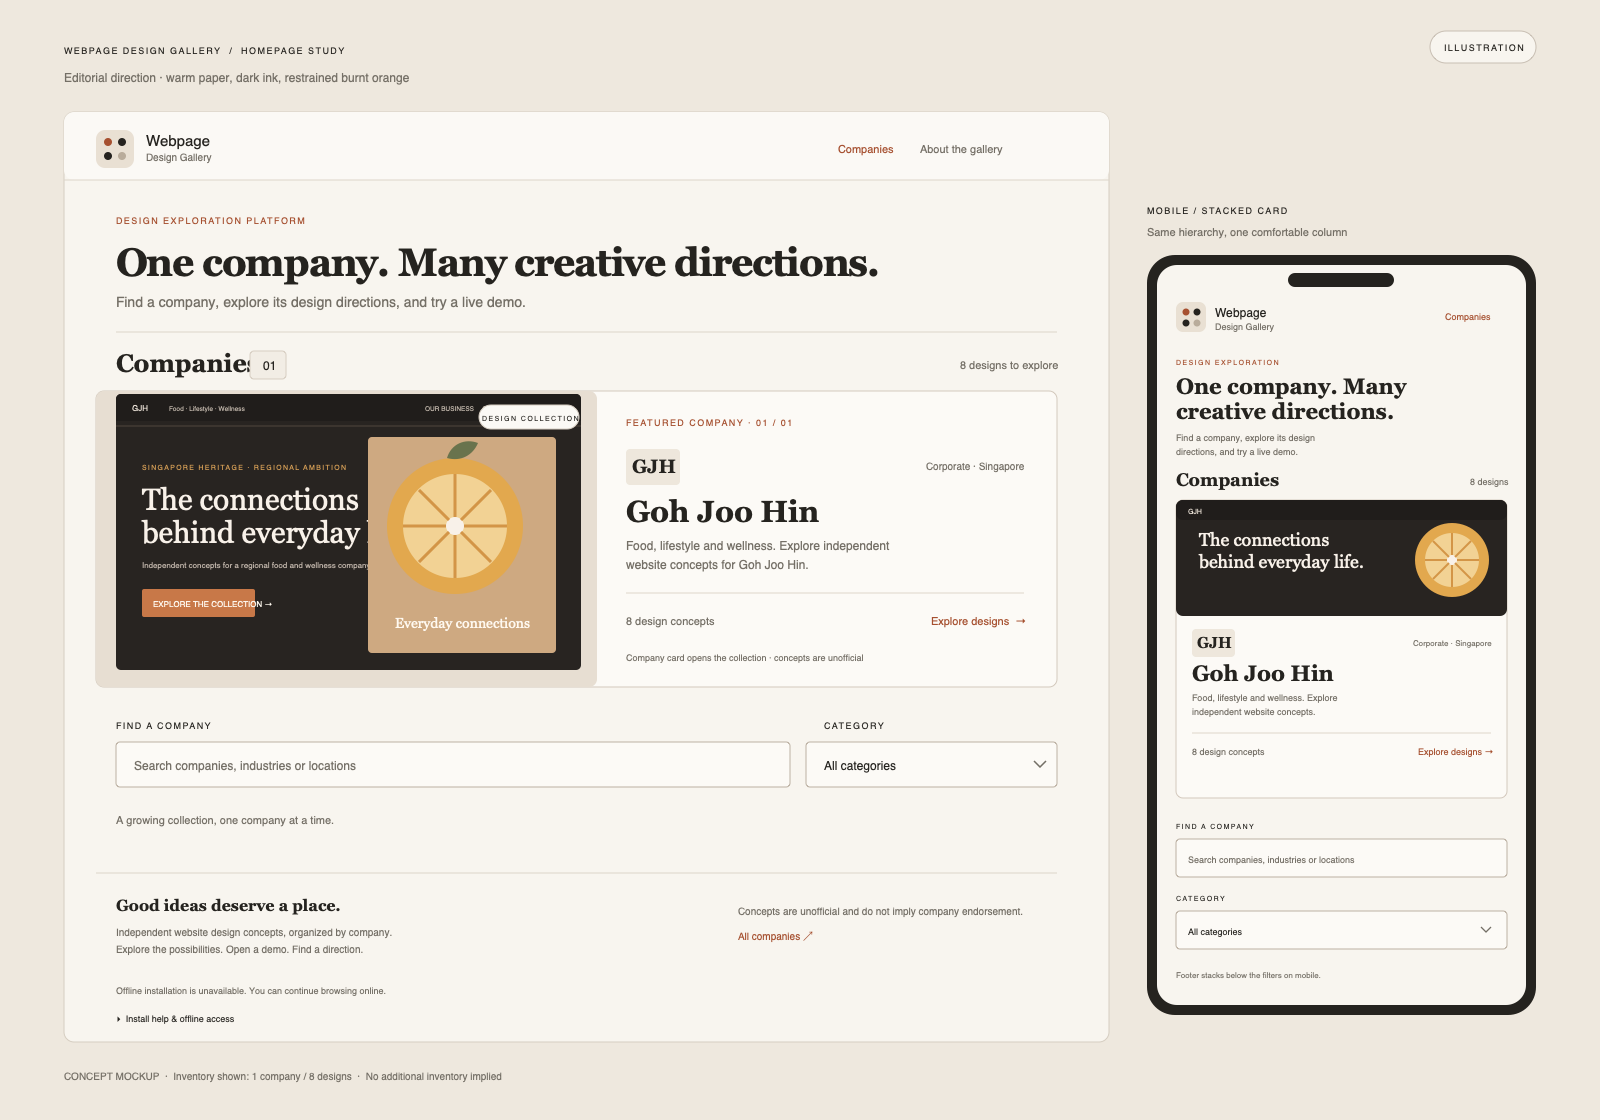 WEBPAGE DESIGN GALLERY / HOMEPAGE STUDY
Editorial direction · warm paper, dark ink, restrained burnt orange
ILLUSTRATION
Webpage
Design Gallery
Companies
About the gallery
DESIGN EXPLORATION PLATFORM
One company. Many creative directions.
Find a company, explore its design directions, and try a live demo.
Companies
01
8 designs to explore
GJH
Food · Lifestyle · Wellness
OUR BUSINESS
DESIGN COLLECTION
SINGAPORE HERITAGE · REGIONAL AMBITION
The connections
behind everyday
Independent concepts for a regional food and wellness company
EXPLORE THE COLLECTION →
Everyday connections
FEATURED COMPANY · 01 / 01
GJH
Corporate · Singapore
Goh Joo Hin
Food, lifestyle and wellness. Explore independent
website concepts for Goh Joo Hin.
8 design concepts
Explore designs →
Company card opens the collection · concepts are unofficial
FIND A COMPANY
CATEGORY
Search companies, industries or locations
All categories
A growing collection, one company at a time.
Good ideas deserve a place.
Independent website design concepts, organized by company.
Explore the possibilities. Open a demo. Find a direction.
Concepts are unofficial and do not imply company endorsement.
All companies ↗
Offline installation is unavailable. You can continue browsing online.
Install help & offline access
CONCEPT MOCKUP · Inventory shown: 1 company / 8 designs · No additional inventory implied
MOBILE / STACKED CARD
Same hierarchy, one comfortable column
Webpage
Design Gallery
Companies
DESIGN EXPLORATION
One company. Many
creative directions.
Find a company, explore its design
directions, and try a live demo.
Companies
8 designs
GJH
The connections
behind everyday life.
GJH
Corporate · Singapore
Goh Joo Hin
Food, lifestyle and wellness. Explore
independent website concepts.
8 design concepts
Explore designs →
FIND A COMPANY
Search companies, industries or locations
CATEGORY
All categories
Footer stacks below the filters on mobile.